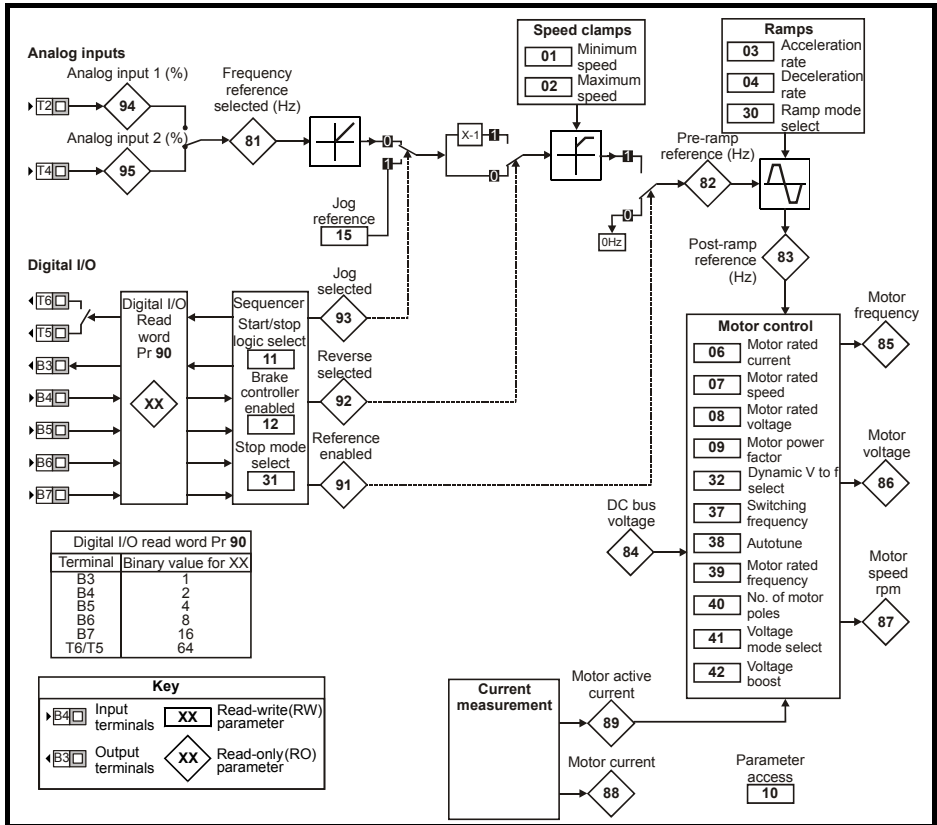 Analog inputs
Analog input 1 (%)
T2
94
Analog input 2 (%)
T4
95
Frequency
reference
selected (Hz)
81
0
1
Jog
reference
15
X-1
1
0
Speed clamps
01 Minimum
speed
02 Maximum
speed
1
0
0Hz
Pre-ramp
reference (Hz)
82
Ramps
03 Acceleration
rate
04 Deceleration
rate
30 Ramp mode
select
Post-ramp
reference
(Hz)
83
Digital I/O
T6
T5
B3
B4
B5
B6
B7
Digital I/O
Read
word
Pr 90
XX
Sequencer
Start/stop
logic select
11
Brake
controller
enabled
12
Stop mode
select
31
Jog
selected
93
Reverse
selected
92
Reference
enabled
91
DC bus
voltage
84
Motor control
06 Motor rated
current
07 Motor rated
speed
08 Motor rated
voltage
09 Motor power
factor
32 Dynamic V to f
select
37 Switching
frequency
38 Autotune
39 Motor rated
frequency
40 No. of motor
poles
41 Voltage
mode select
42 Voltage
boost
Motor
frequency
85
Motor
voltage
86
Motor
speed
rpm
87
Digital I/O read word Pr 90
Terminal Binary value for XX
B3 1
B4 2
B5 4
B6 8
B7 16
T6/T5 64
Key
B4 Input
terminals
XX Read-write(RW)
parameter
B3 Output
terminals
XX Read-only(RO)
parameter
Current
measurement
Motor active
current
89
Motor current
88
Parameter
access
10